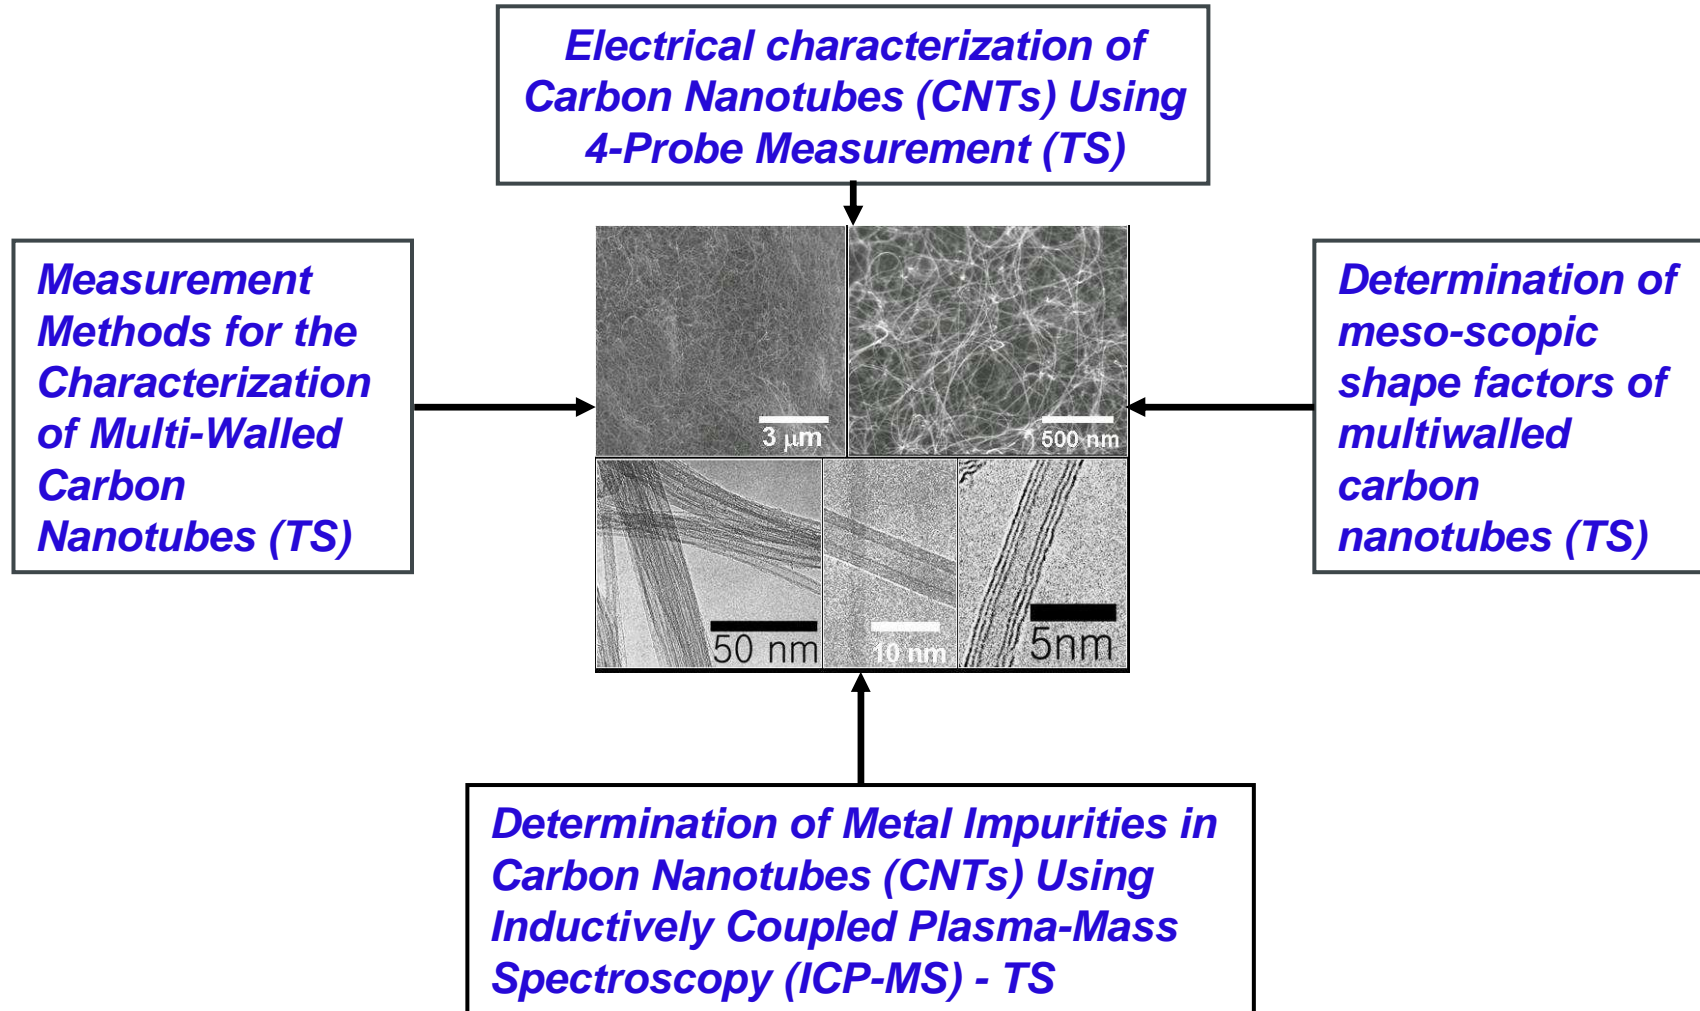 Electrical characterization of
Carbon Nanotubes (CNTs) Using
4-Probe Measurement (TS)
Measurement
Methods for the
Characterization
of Multi-Walled
Carbon
Nanotubes (TS)
3 μm
500 nm
50 nm
10 nm
5nm
Determination of
meso-scopic
shape factors of
multiwalled
carbon
nanotubes (TS)
Determination of Metal Impurities in
Carbon Nanotubes (CNTs) Using
Inductively Coupled Plasma-Mass
Spectroscopy (ICP-MS) - TS